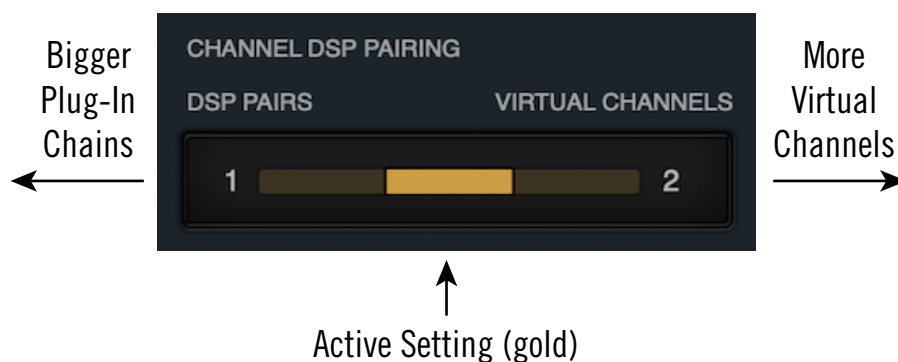 Bigger
Plug-In
Chains
CHANNEL DSP PAIRING
DSP PAIRS VIRTUAL CHANNELS
1 2
More
Virtual
Channels
Active Setting (gold)